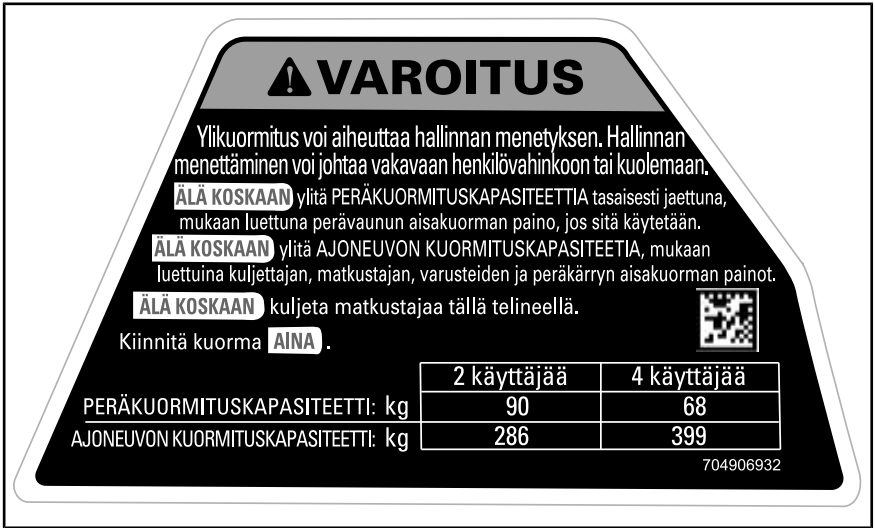 VAROITUS
Ylikuormitus voi aiheuttaa hallinnan menetyksen. Hallinnan
menettäminen voi johtaa vakavaan henkilövahinkoon tai kuolemaan.
ÄLÄ KOSKAAN ylitä PERÄKUORMITUSKAPASITEETTIA tasaisesti jaettuna,
mukaan luettuna perävaunun aisakuorman paino, jos sitä käytetään.
ÄLÄ KOSKAAN ylitä AJONEUVON KUORMITUSKAPASITEETIA, mukaan
luettuina kuljettajan, matkustajan, varusteiden ja peräkärryn aisakuorman painot.
ÄLÄ KOSKAAN kuljeta matkustajaa tällä telineellä.
Kiinnitä kuorma AINA .
2 käyttäjää 4 käyttäjää
PERÄKUORMITUSKAPASITEETTI: kg 90 68
AJONEUVON KUORMITUSKAPASITEETTI: kg 286 399
704906932